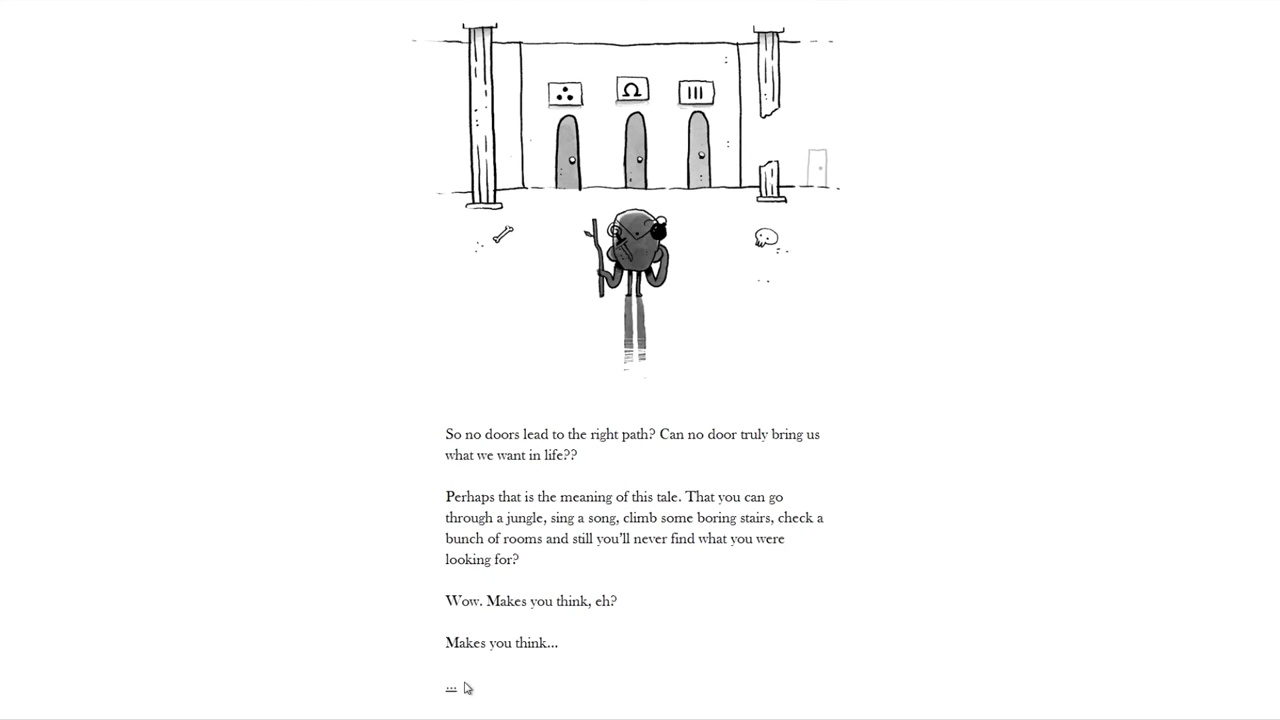 Ω
So no doors lead to the right path? Can no door truly bring us
what we want in life??
Perhaps that is the meaning of this tale. That you can go
through a jungle, sing a song, climb some boring stairs, check a
bunch of rooms and still you’ll never find what you were
looking for?
Wow. Makes you think, eh?
Makes you think...
...